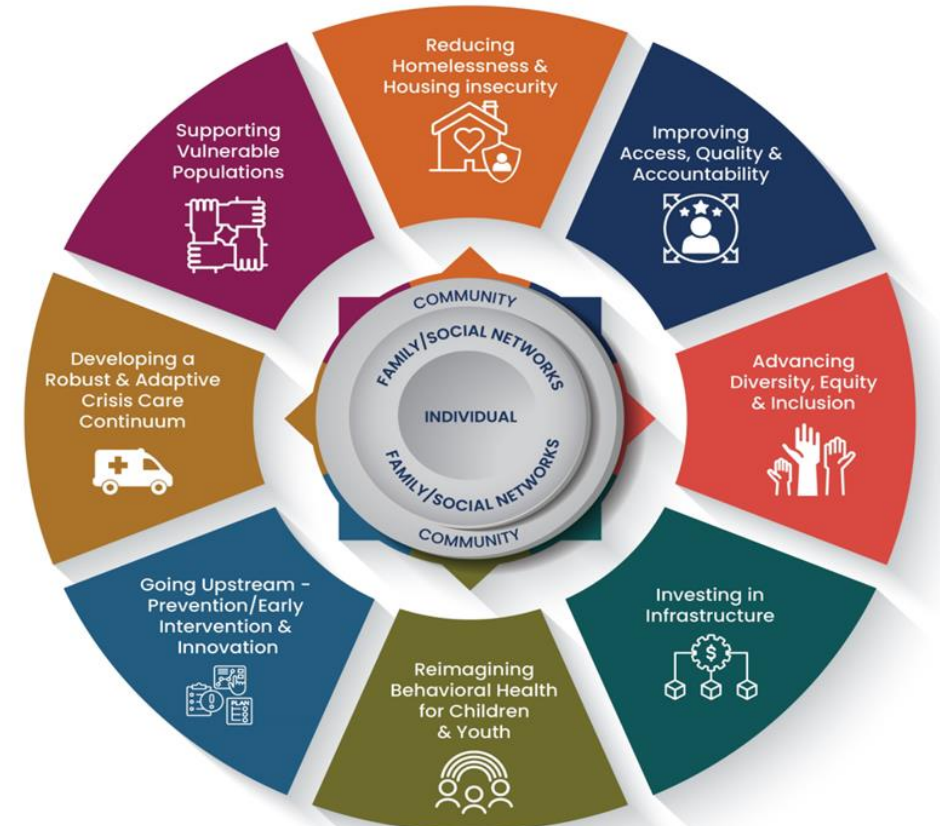 Reducing
Homelessness &
Housing insecurity
Improving
Access, Quality &
Accountability
Advancing
Diversity, Equity
& Inclusion
$
Investing in
Infrastructure
Reimagining
Behavioral Health
for Children
& Youth
Going Upstream –
Prevention/Early
Intervention &
Innovation
PLAN
Developing a
Robust & Adaptive
Crisis Care
Continuum
Supporting
Vulnerable
Populations
COMMUNITY
FAMILY/SOCIAL NETWORKS
INDIVIDUAL
FAMILY/SOCIAL NETWORKS
COMMUNITY